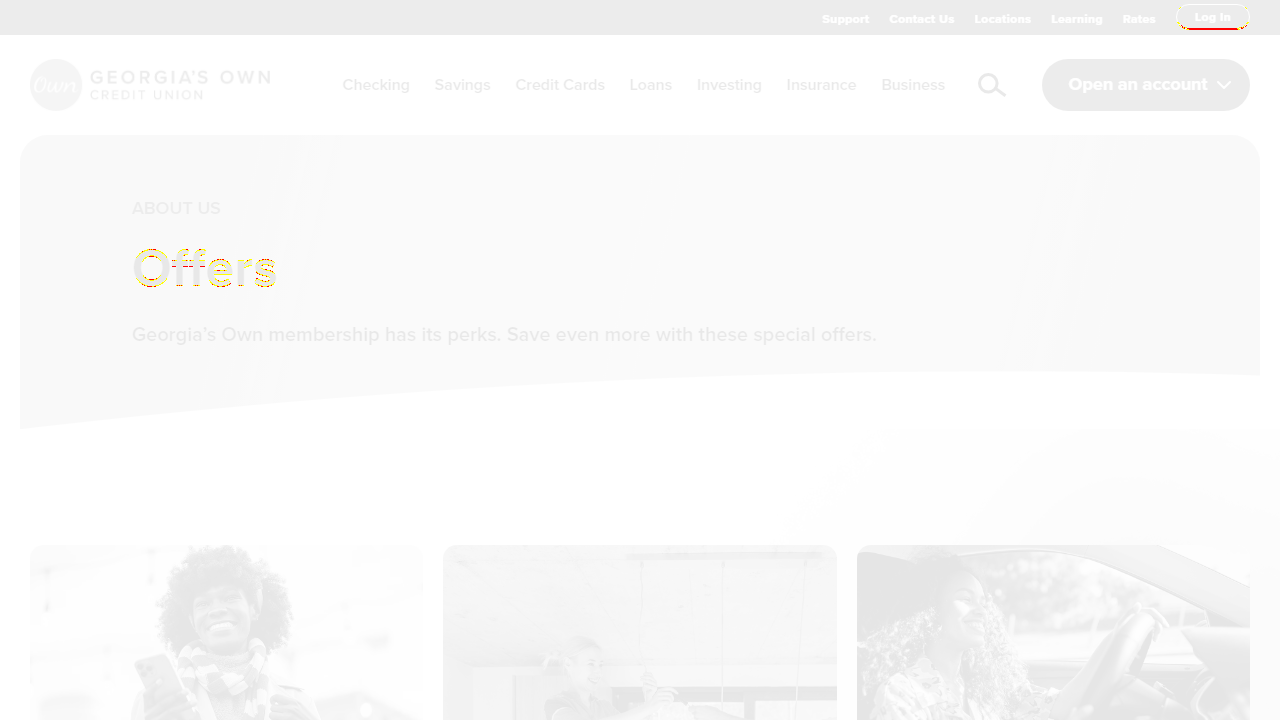 Support Contact Us Locations Learning Rates Log In
Own GEORGIA'S OWN
CREDIT UNION
Checking Savings Credit Cards Loans Investing Insurance Business Open an account
ABOUT US
Offers
Georgia's Own membership has its perks. Save even more with these special offers.